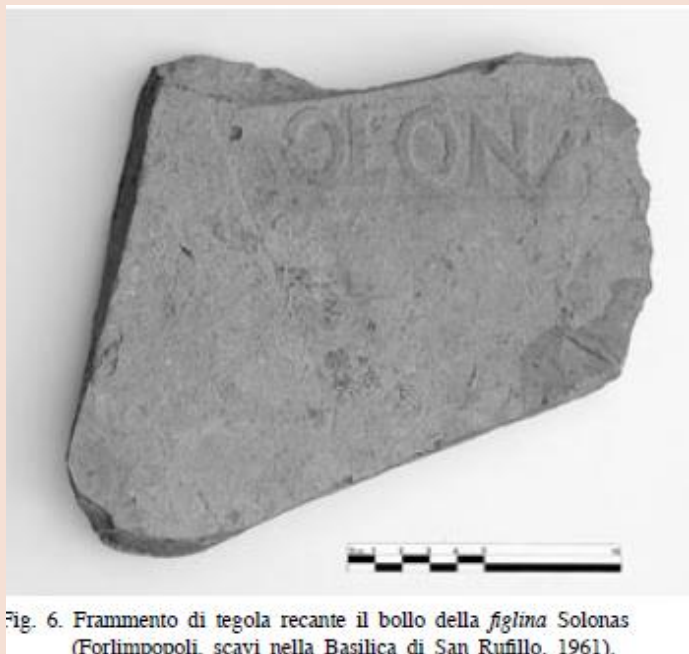 OLON
Fig. 6. Frammento di tegola recante il bollo della figlina Solonas
(Forlimpopoli, scavi nella Basilica di San Rufillo, 1961).